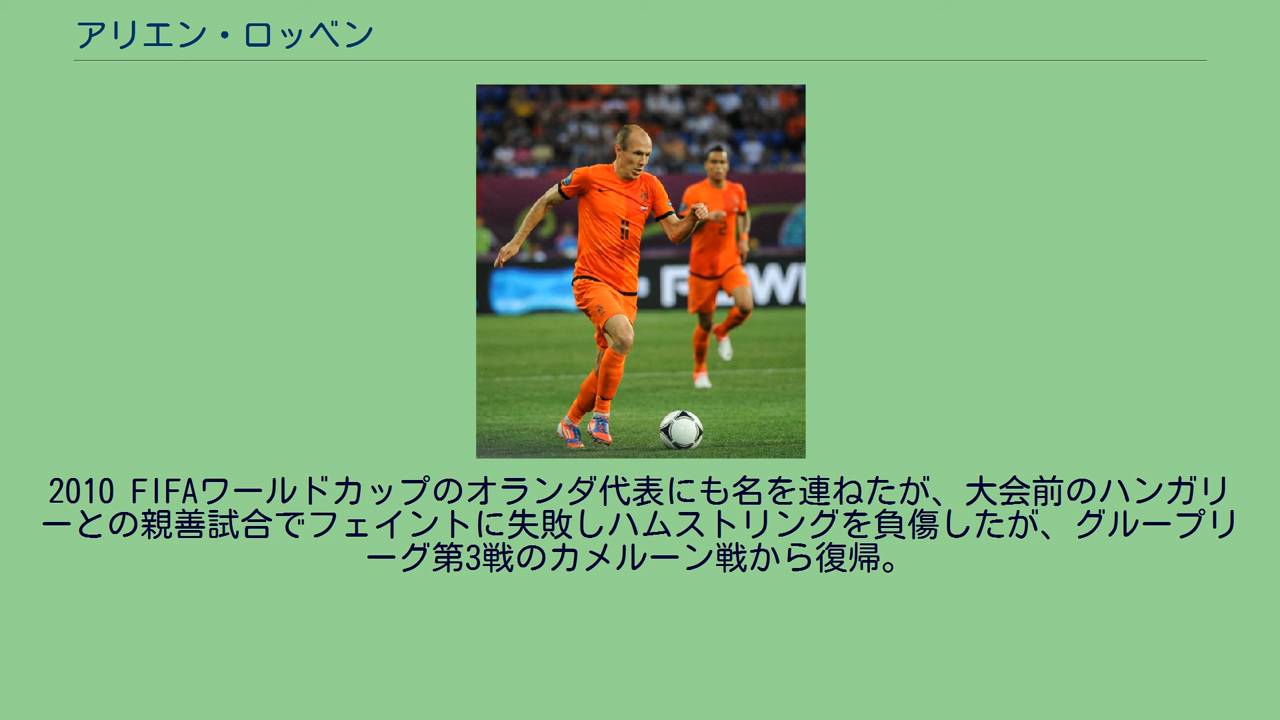 アリエン・ロッベン
11
2
2010 FIFAワールドカップのオランダ代表にも名を連ねたが、大会前のハンガリ
ーとの親善試合でフェイントに失敗しハムストリングを負傷したが、グループリ
ーグ第3戦のカメルーン戦から復帰。